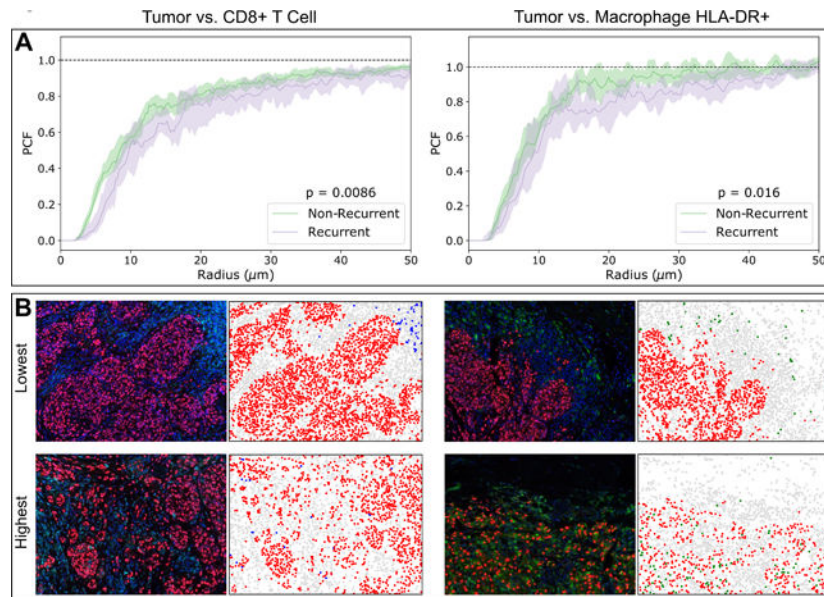 Tumor vs. CD8+ T Cell
Tumor vs. Macrophage HLA-DR+
A
PCF
1.0
0.8
0.6
0.4
0.2
0.0
p = 0.0086
Non-Recurrent
Recurrent
0
10
20
30
40
50
Radius (μm)
PCF
1.0
0.8
0.6
0.4
0.2
0.0
p = 0.016
Non-Recurrent
Recurrent
0
10
20
30
40
50
Radius (μm)
B
Lowest
Highest